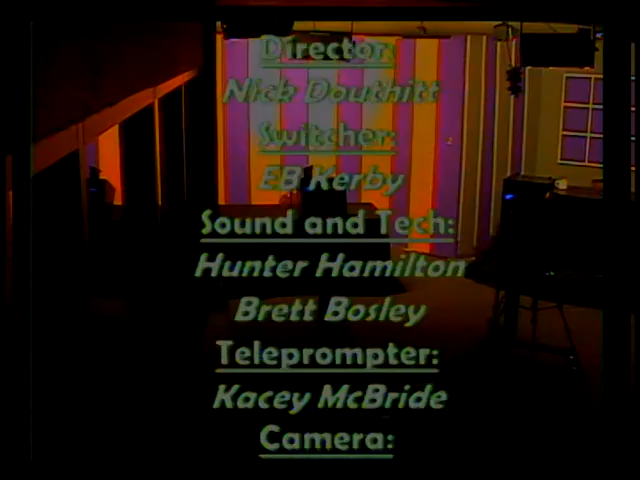 Director:
Nick Douthitt
Switcher:
EB Kerby
Sound and Tech:
Hunter Hamilton
Brett Bosley
Teleprompter:
Kacey McBride
Camera: